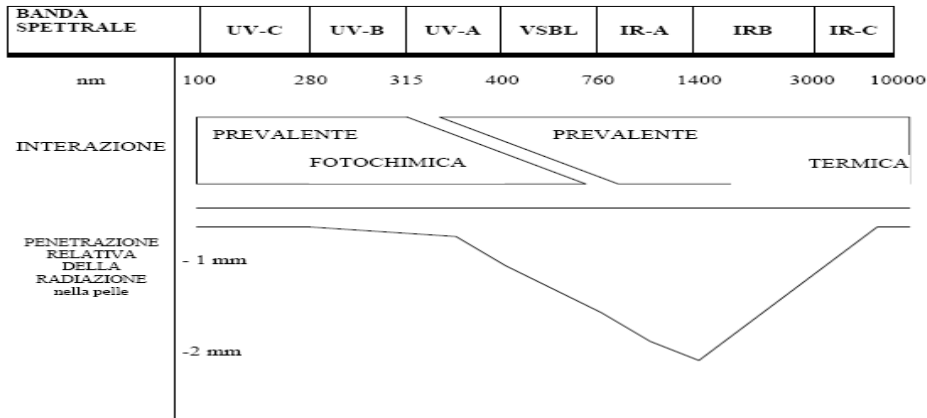 BANDA
SPETTRALE
UV-C UV-B UV-A VSBL IR-A IRB IR-C
nm 100 280 315 400 760 1400 3000 10000
INTERAZIONE
PREVALENTE PREVALENTE
FOTOCHIMICA TERMICA
PENETRAZIONE
RELATIVA
DELLA
RADIAZIONE
nella pelle
- 1 mm
-2 mm